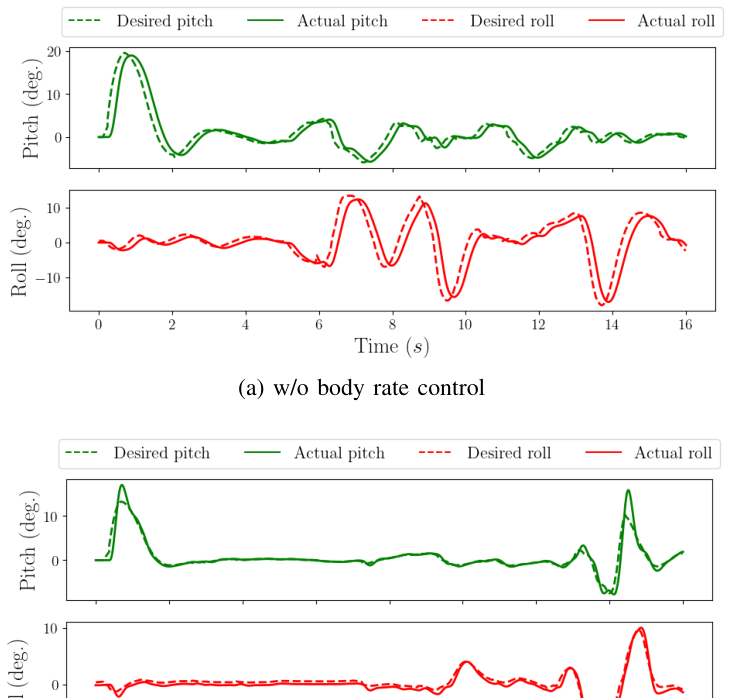 Desired pitch Actual pitch Desired roll Actual roll
Pitch (deg.)
20
10
0
Roll (deg.)
10
0
−10
0 2 4 6 8 10 12 14 16
Time (s)
(a) w/o body rate control
Desired pitch Actual pitch Desired roll Actual roll
Pitch (deg.)
10
0
(deg.)
10
0